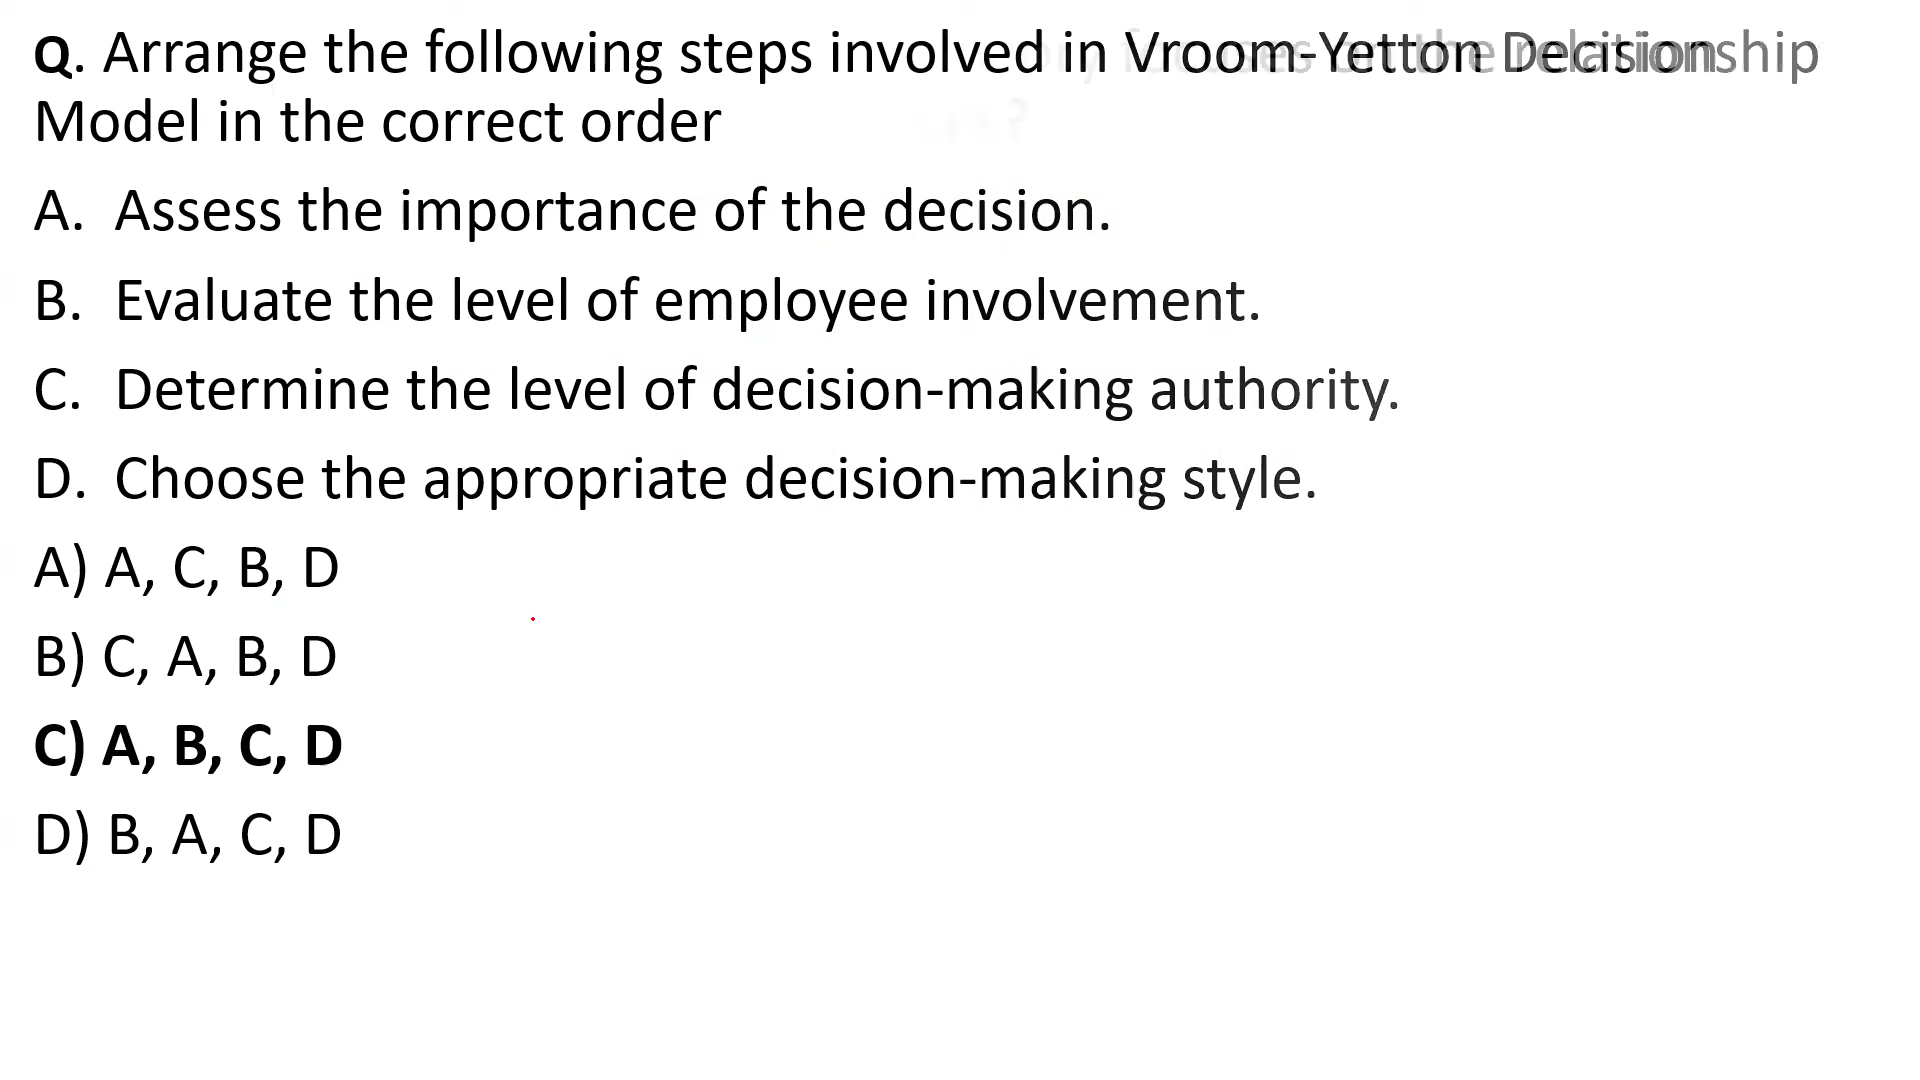 Q. Arrange the following steps involved in Vroom-Yetton Decision
Model in the correct order
A. Assess the importance of the decision.
B. Evaluate the level of employee involvement.
C. Determine the level of decision-making authority.
D. Choose the appropriate decision-making style.
A) A, C, B, D
B) C, A, B, D
C) A, B, C, D
D) B, A, C, D